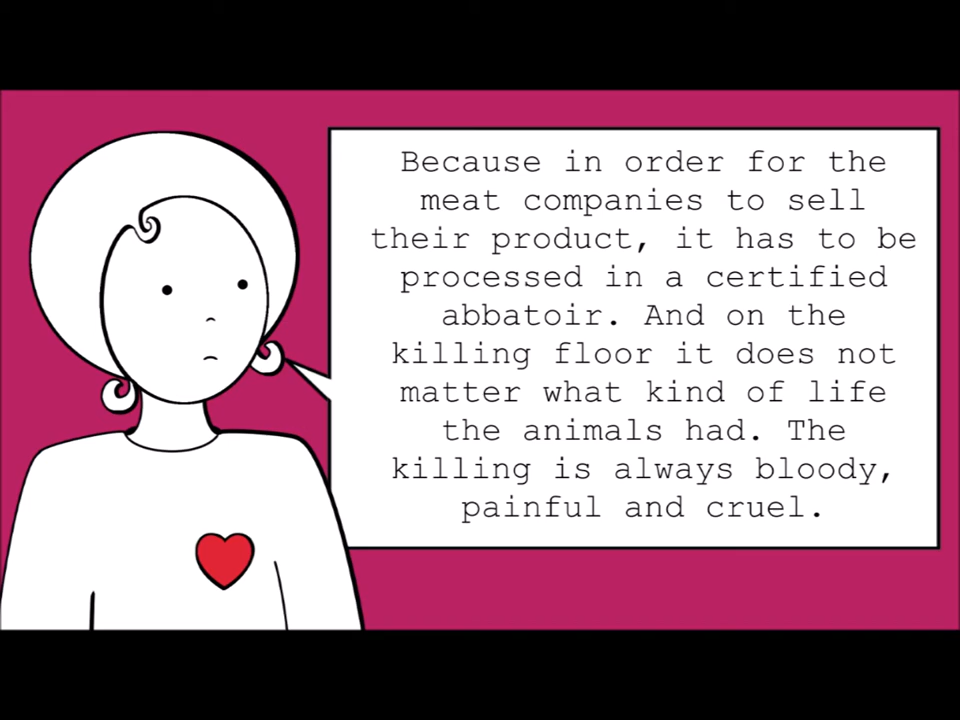 Because in order for the
meat companies to sell
their product, it has to be
processed in a certified
abbatoir. And on the
killing floor it does not
matter what kind of life
the animals had. The
killing is always bloody,
painful and cruel.